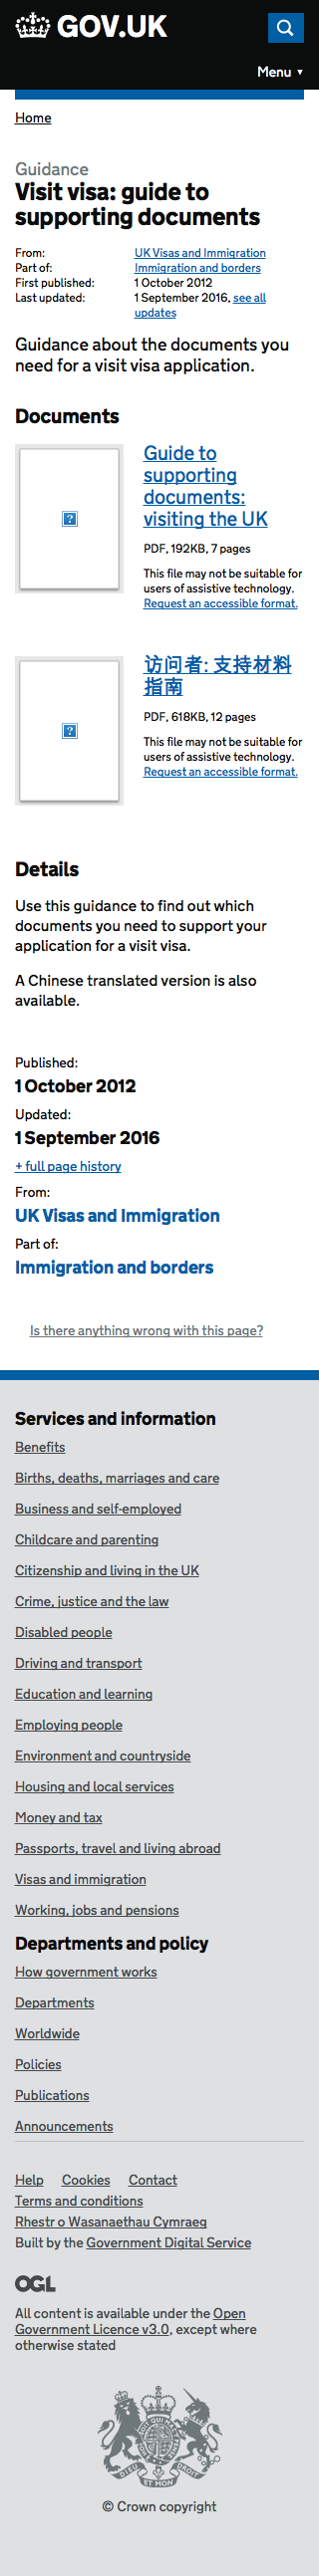 GOV.UK
Menu ▼
Home
Guidance
Visit visa: guide to
supporting documents
From: UK Visas and Immigration
Part of: Immigration and borders
First published: 1 October 2012
Last updated: 1 September 2016, see all
updates
Guidance about the documents you
need for a visit visa application.
Documents
Guide to
supporting
documents:
visiting the UK
PDF, 192KB, 7 pages
This file may not be suitable for
users of assistive technology.
Request an accessible format.
访问者: 支持材料
指南
PDF, 618KB, 12 pages
This file may not be suitable for
users of assistive technology.
Request an accessible format.
Details
Use this guidance to find out which
documents you need to support your
application for a visit visa.
A Chinese translated version is also
available.
Published:
1 October 2012
Updated:
1 September 2016
+ full page history
From:
UK Visas and Immigration
Part of:
Immigration and borders
Is there anything wrong with this page?
Services and information
Benefits
Births, deaths, marriages and care
Business and self-employed
Childcare and parenting
Citizenship and living in the UK
Crime, justice and the law
Disabled people
Driving and transport
Education and learning
Employing people
Environment and countryside
Housing and local services
Money and tax
Passports, travel and living abroad
Visas and immigration
Working, jobs and pensions
Departments and policy
How government works
Departments
Worldwide
Policies
Publications
Announcements
Help Cookies Contact
Terms and conditions
Rhestr o Wasanaethau Cymraeg
Built by the Government Digital Service
OGL
All content is available under the Open
Government Licence v3.0, except where
otherwise stated
DIEU ET MON
© Crown copyright